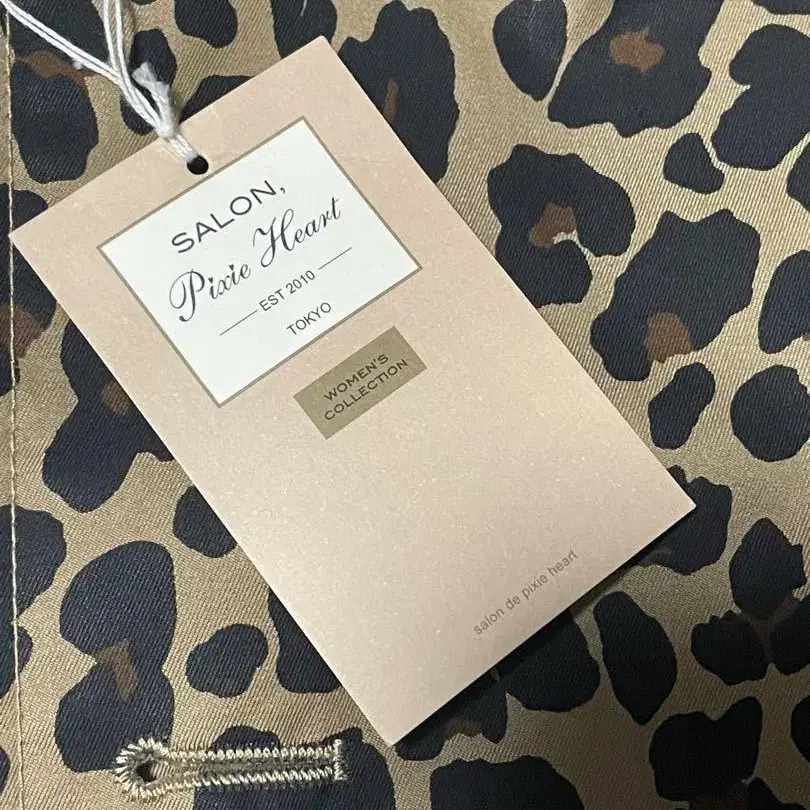 SALON,
Pixie Heart
EST 2010
TOKYO
WOMEN'S
COLLECTION
salon de pixie heart